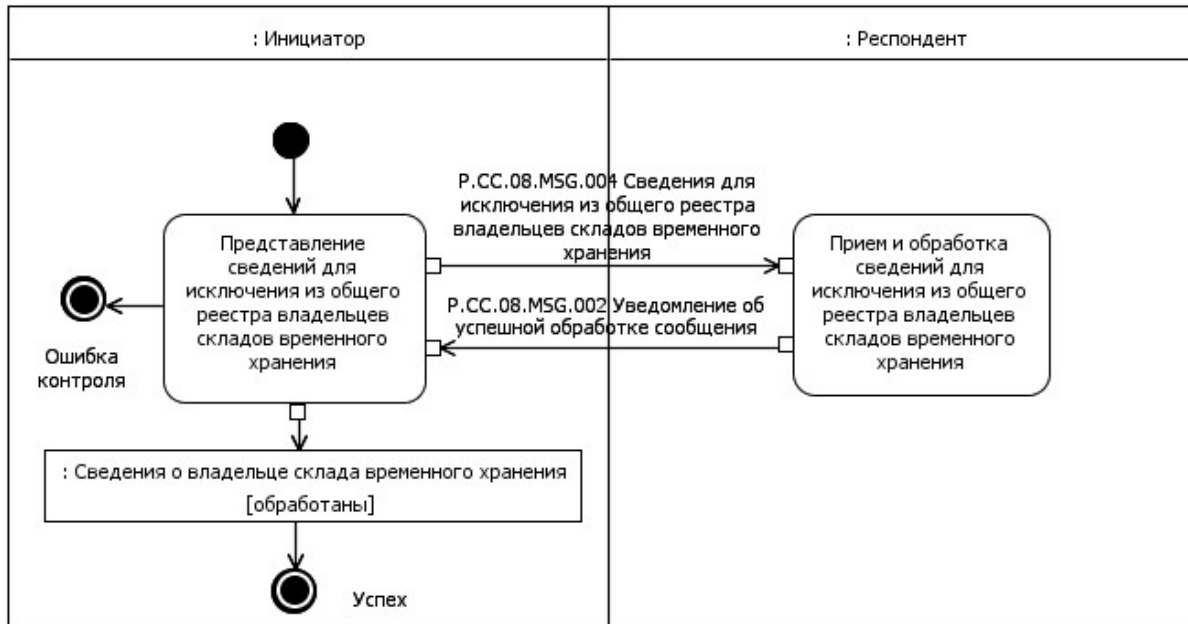 : Инициатор
: Респондент
P.CC.08.MSG.004 Сведения для
исключения из общего реестра
владельцев складов временного
хранения
Представление
сведений для
исключения из общего
реестра владельцев
складов временного
хранения
Прием и обработка
сведений для
исключения из общего
реестра владельцев
складов временного
хранения
P.CC.08.MSG.002 Уведомление об
успешной обработке сообщения
Ошибка
контроля
: Сведения о владельце склада временного хранения
[обработаны]
Успех